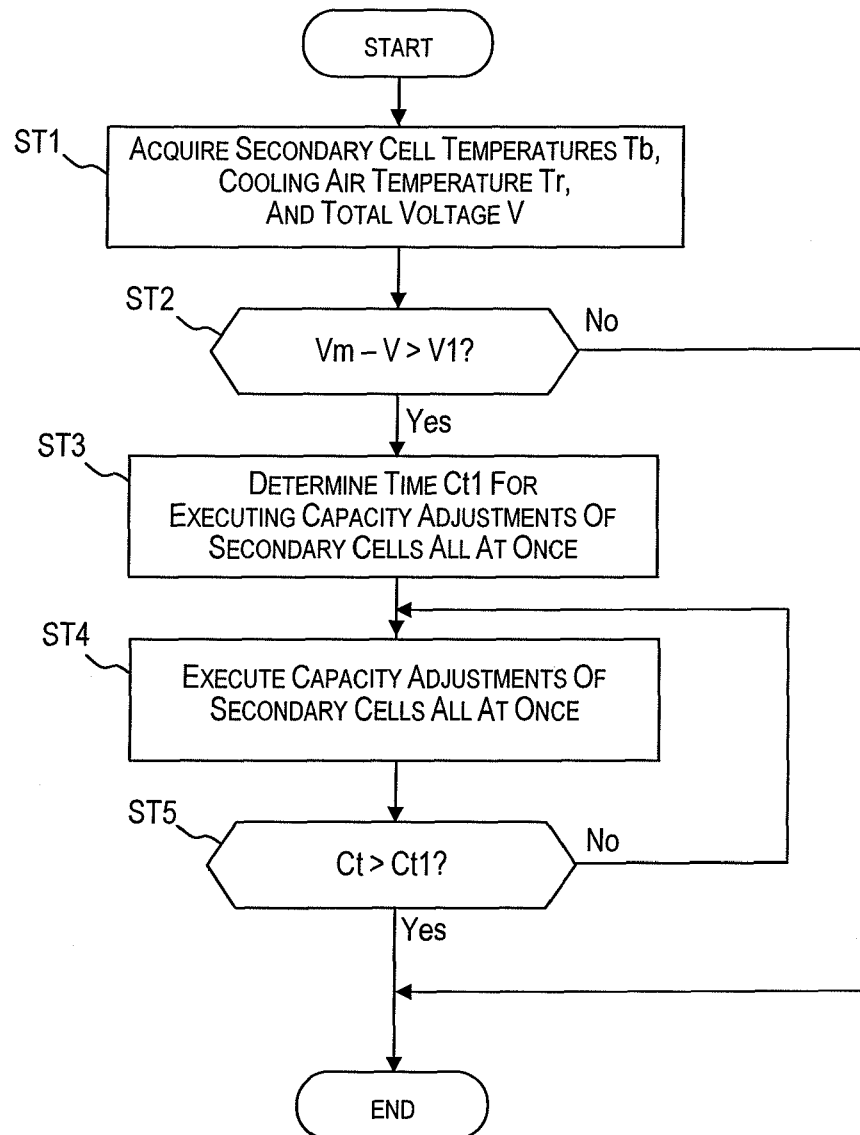 START
ST1
ACQUIRE SECONDARY CELL TEMPERATURES Tb,
COOLING AIR TEMPERATURE Tr,
AND TOTAL VOLTAGE V
ST2
Vm – V > V1?
No
Yes
ST3
DETERMINE TIME Ct1 FOR
EXECUTING CAPACITY ADJUSTMENTS OF
SECONDARY CELLS ALL AT ONCE
ST4
EXECUTE CAPACITY ADJUSTMENTS OF
SECONDARY CELLS ALL AT ONCE
ST5
Ct > Ct1?
No
Yes
END